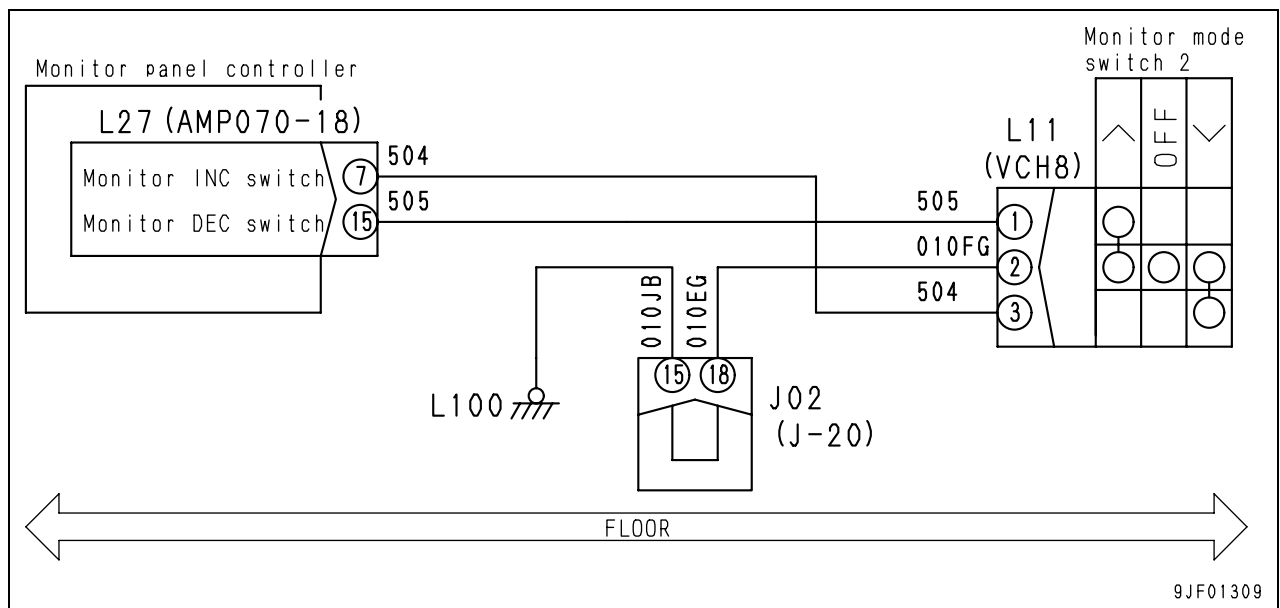 Monitor mode
switch 2
Monitor panel controller
L27 (AMP070-18)
L11
(VCH8)
> OFF <
Monitor INC switch 7 504
Monitor DEC switch 15 505
505 1
010FG 2
504 3
010JB 010EG
15 18
L100
J02
(J-20)
FLOOR
9JF01309